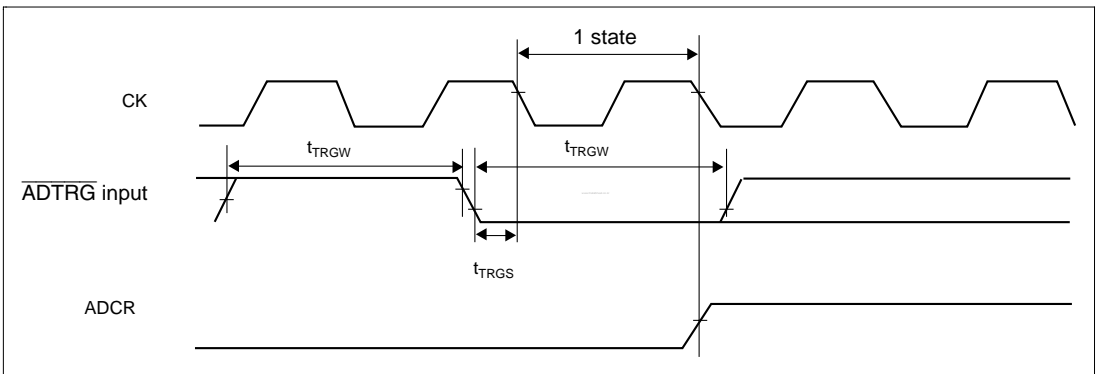 1 state
CK
tTRGW tTRGW
ADTRG input
tTRGS
ADCR